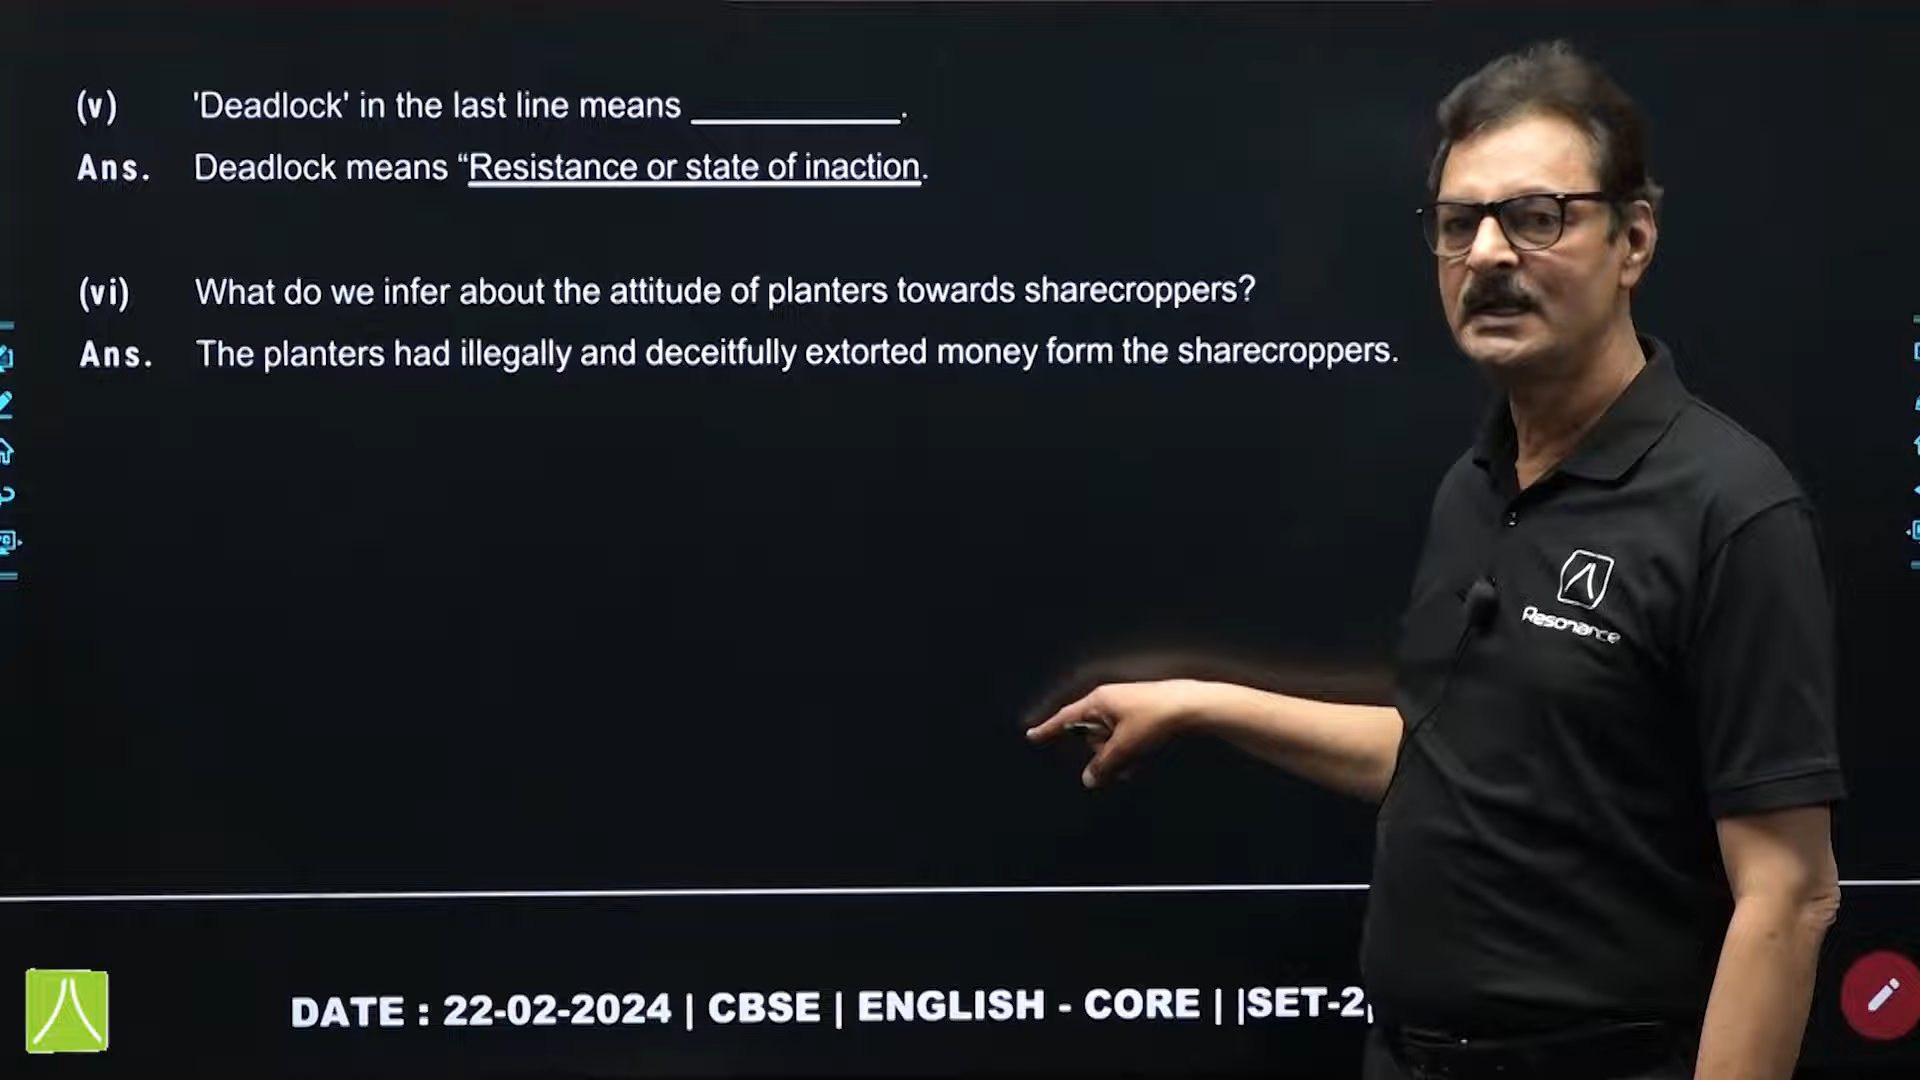 (v) 'Deadlock' in the last line means __________.
Ans. Deadlock means “Resistance or state of inaction.
(vi) What do we infer about the attitude of planters towards sharecroppers?
Ans. The planters had illegally and deceitfully extorted money form the sharecroppers.
Resonance
DATE : 22-02-2024 | CBSE | ENGLISH - CORE | |SET-2|